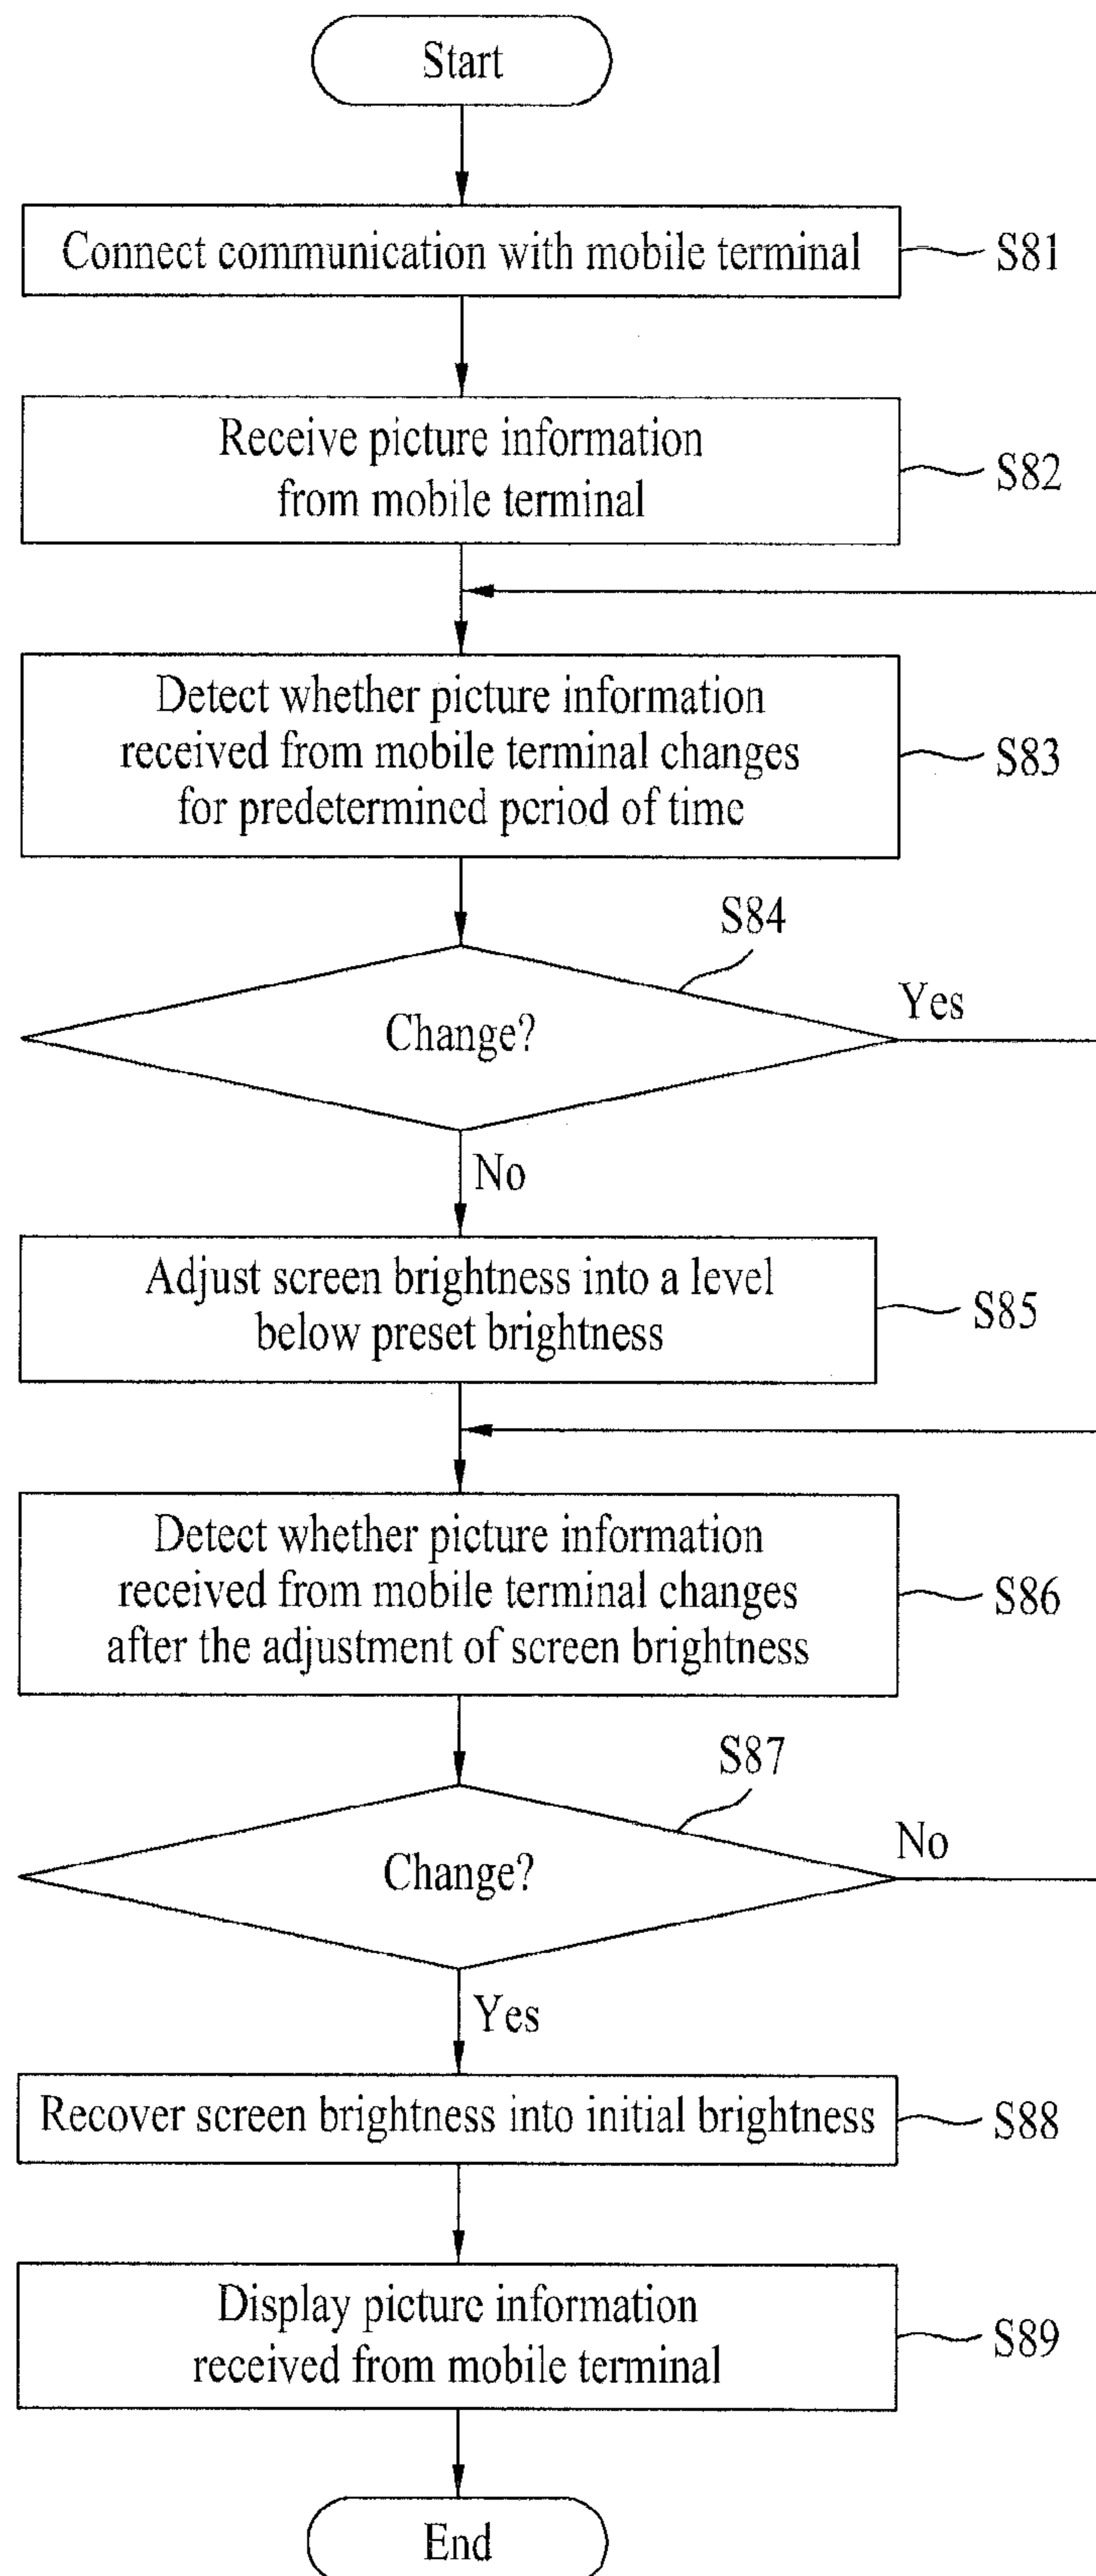 Start
Connect communication with mobile terminal
S81
Receive picture information
from mobile terminal
S82
Detect whether picture information
received from mobile terminal changes
for predetermined period of time
S83
S84
Change?
Yes
No
Adjust screen brightness into a level
below preset brightness
S85
Detect whether picture information
received from mobile terminal changes
after the adjustment of screen brightness
S86
S87
Change?
No
Yes
Recover screen brightness into initial brightness
S88
Display picture information
received from mobile terminal
S89
End